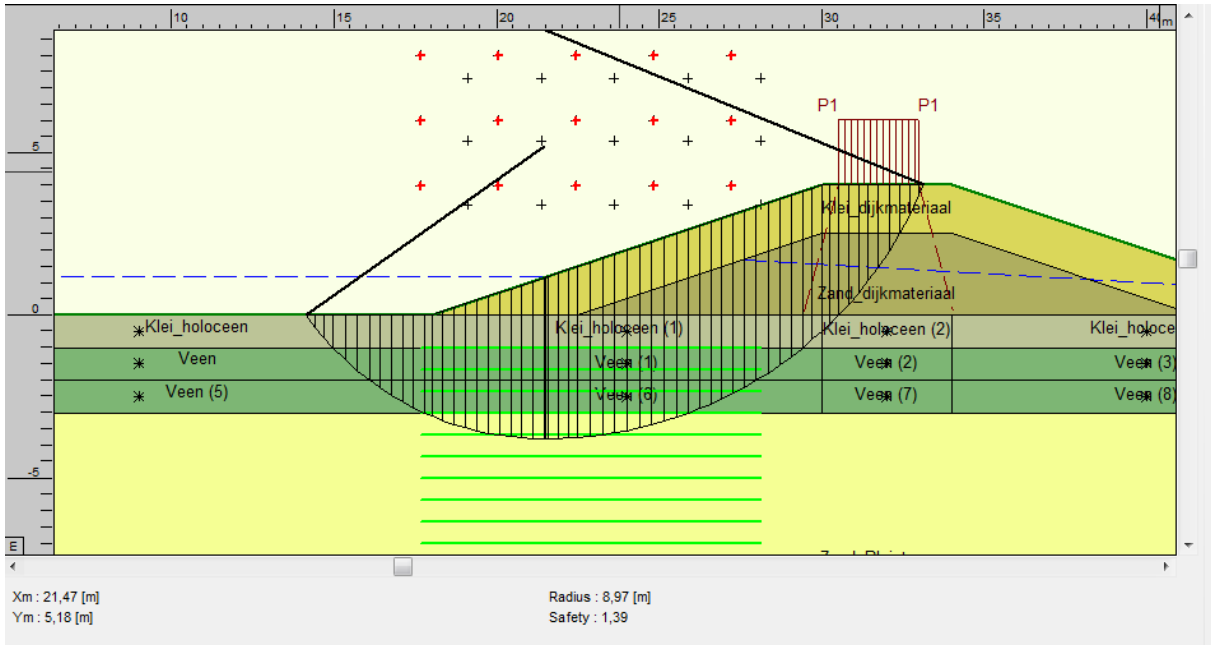 10 15 20 25 30 35 40 m
P1 P1
5
Klei_dijkmateriaal
0
Zand_dijkmateriaal
Klei_holoceen Klei_holoceen (1) Klei_holoceen (2) Klei_holoce
Veen Veen (1) Veen (2) Veen (3)
Veen (5) Veen (6) Veen (7) Veen (8)
-5
E
Xm : 21,47 [m] Radius : 8,97 [m]
Ym : 5,18 [m] Safety : 1,39